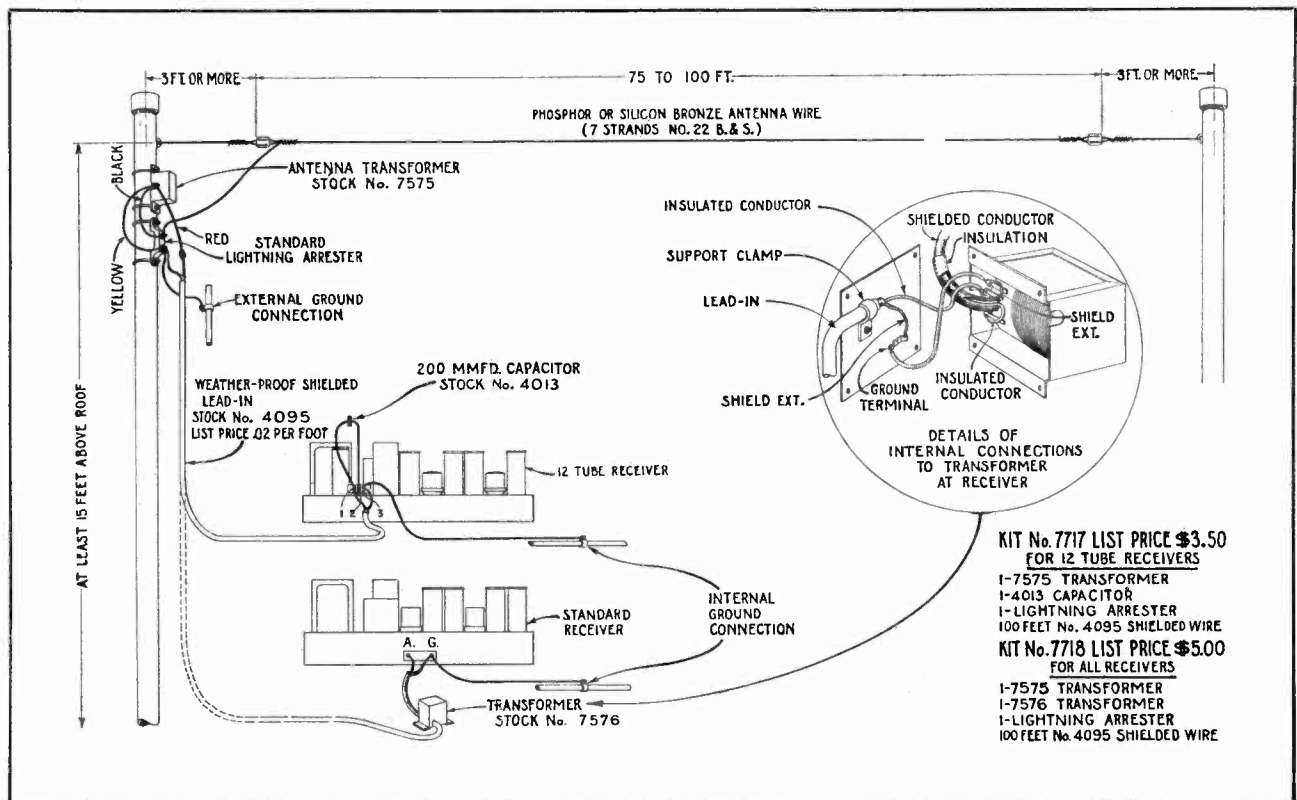 3FT. OR MORE
75 TO 100 FT.
3FT. OR MORE
PHOSPHOR OR SILICON BRONZE ANTENNA WIRE
(7 STRANDS NO. 22 B.& S.)
BLACK
ANTENNA TRANSFORMER
STOCK No. 7575
RED
STANDARD
LIGHTNING ARRESTER
YELLOW
EXTERNAL GROUND
CONNECTION
AT LEAST 15 FEET ABOVE ROOF
WEATHER-PROOF SHIELDED
LEAD-IN
STOCK No. 4095
LIST PRICE .02 PER FOOT
200 MMFD. CAPACITOR
STOCK No. 4013
12 TUBE RECEIVER
1 2 3
STANDARD
RECEIVER
A. G.
INTERNAL
GROUND
CONNECTION
TRANSFORMER
STOCK No. 7576
INSULATED CONDUCTOR
SUPPORT CLAMP
LEAD-IN
SHIELD EXT.
SHIELDED CONDUCTOR
INSULATION
SHIELD
EXT.
GROUND
TERMINAL
INSULATED
CONDUCTOR
DETAILS OF
INTERNAL CONNECTIONS
TO TRANSFORMER
AT RECEIVER
KIT No. 7717 LIST PRICE $3.50
FOR 12 TUBE RECEIVERS
1-7575 TRANSFORMER
1-4013 CAPACITOR
1-LIGHTNING ARRESTER
100 FEET No. 4095 SHIELDED WIRE
KIT No. 7718 LIST PRICE $5.00
FOR ALL RECEIVERS
1-7575 TRANSFORMER
1-7576 TRANSFORMER
1-LIGHTNING ARRESTER
100 FEET No. 4095 SHIELDED WIRE